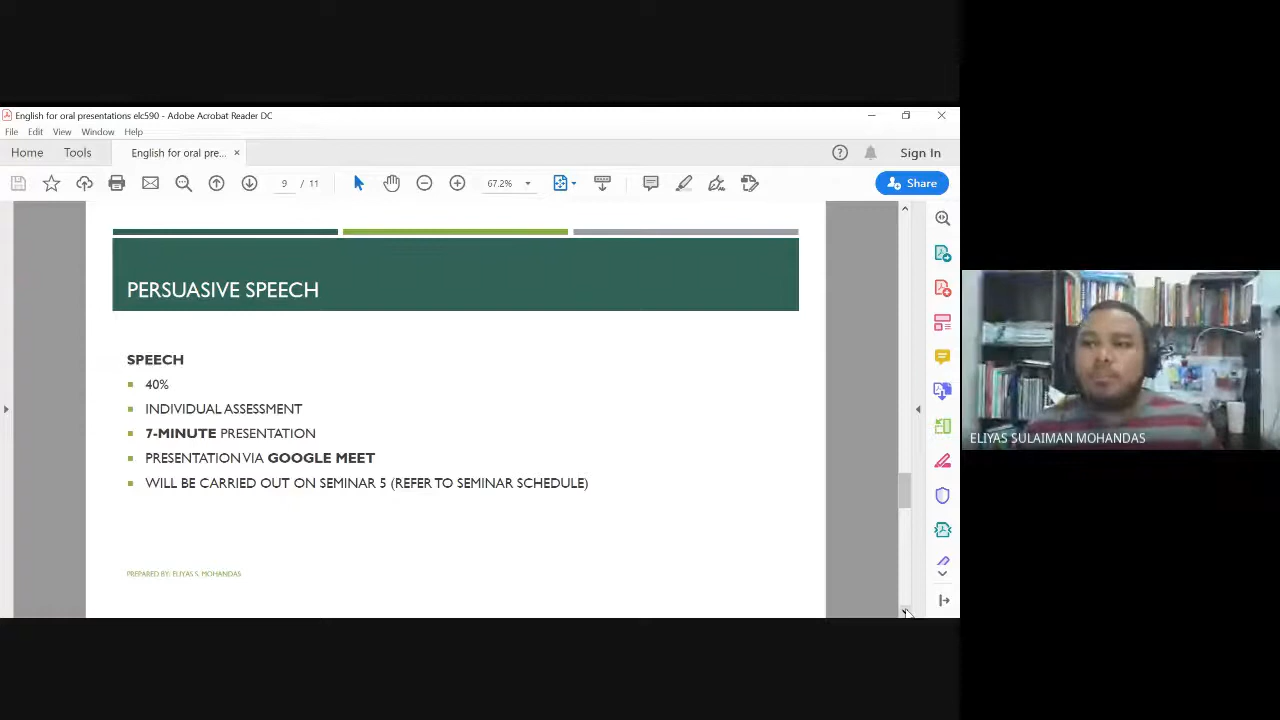 English for oral presentations elc590 - Adobe Acrobat Reader DC
File Edit View Window Help
Home Tools English for oral pre... × Sign In
9 / 11 67.2% Share
PERSUASIVE SPEECH
SPEECH
40%
INDIVIDUAL ASSESSMENT
7-MINUTE PRESENTATION
PRESENTATION VIA GOOGLE MEET
WILL BE CARRIED OUT ON SEMINAR 5 (REFER TO SEMINAR SCHEDULE)
PREPARED BY: ELIYAS S. MOHANDAS
ELIYAS SULAIMAN MOHANDAS